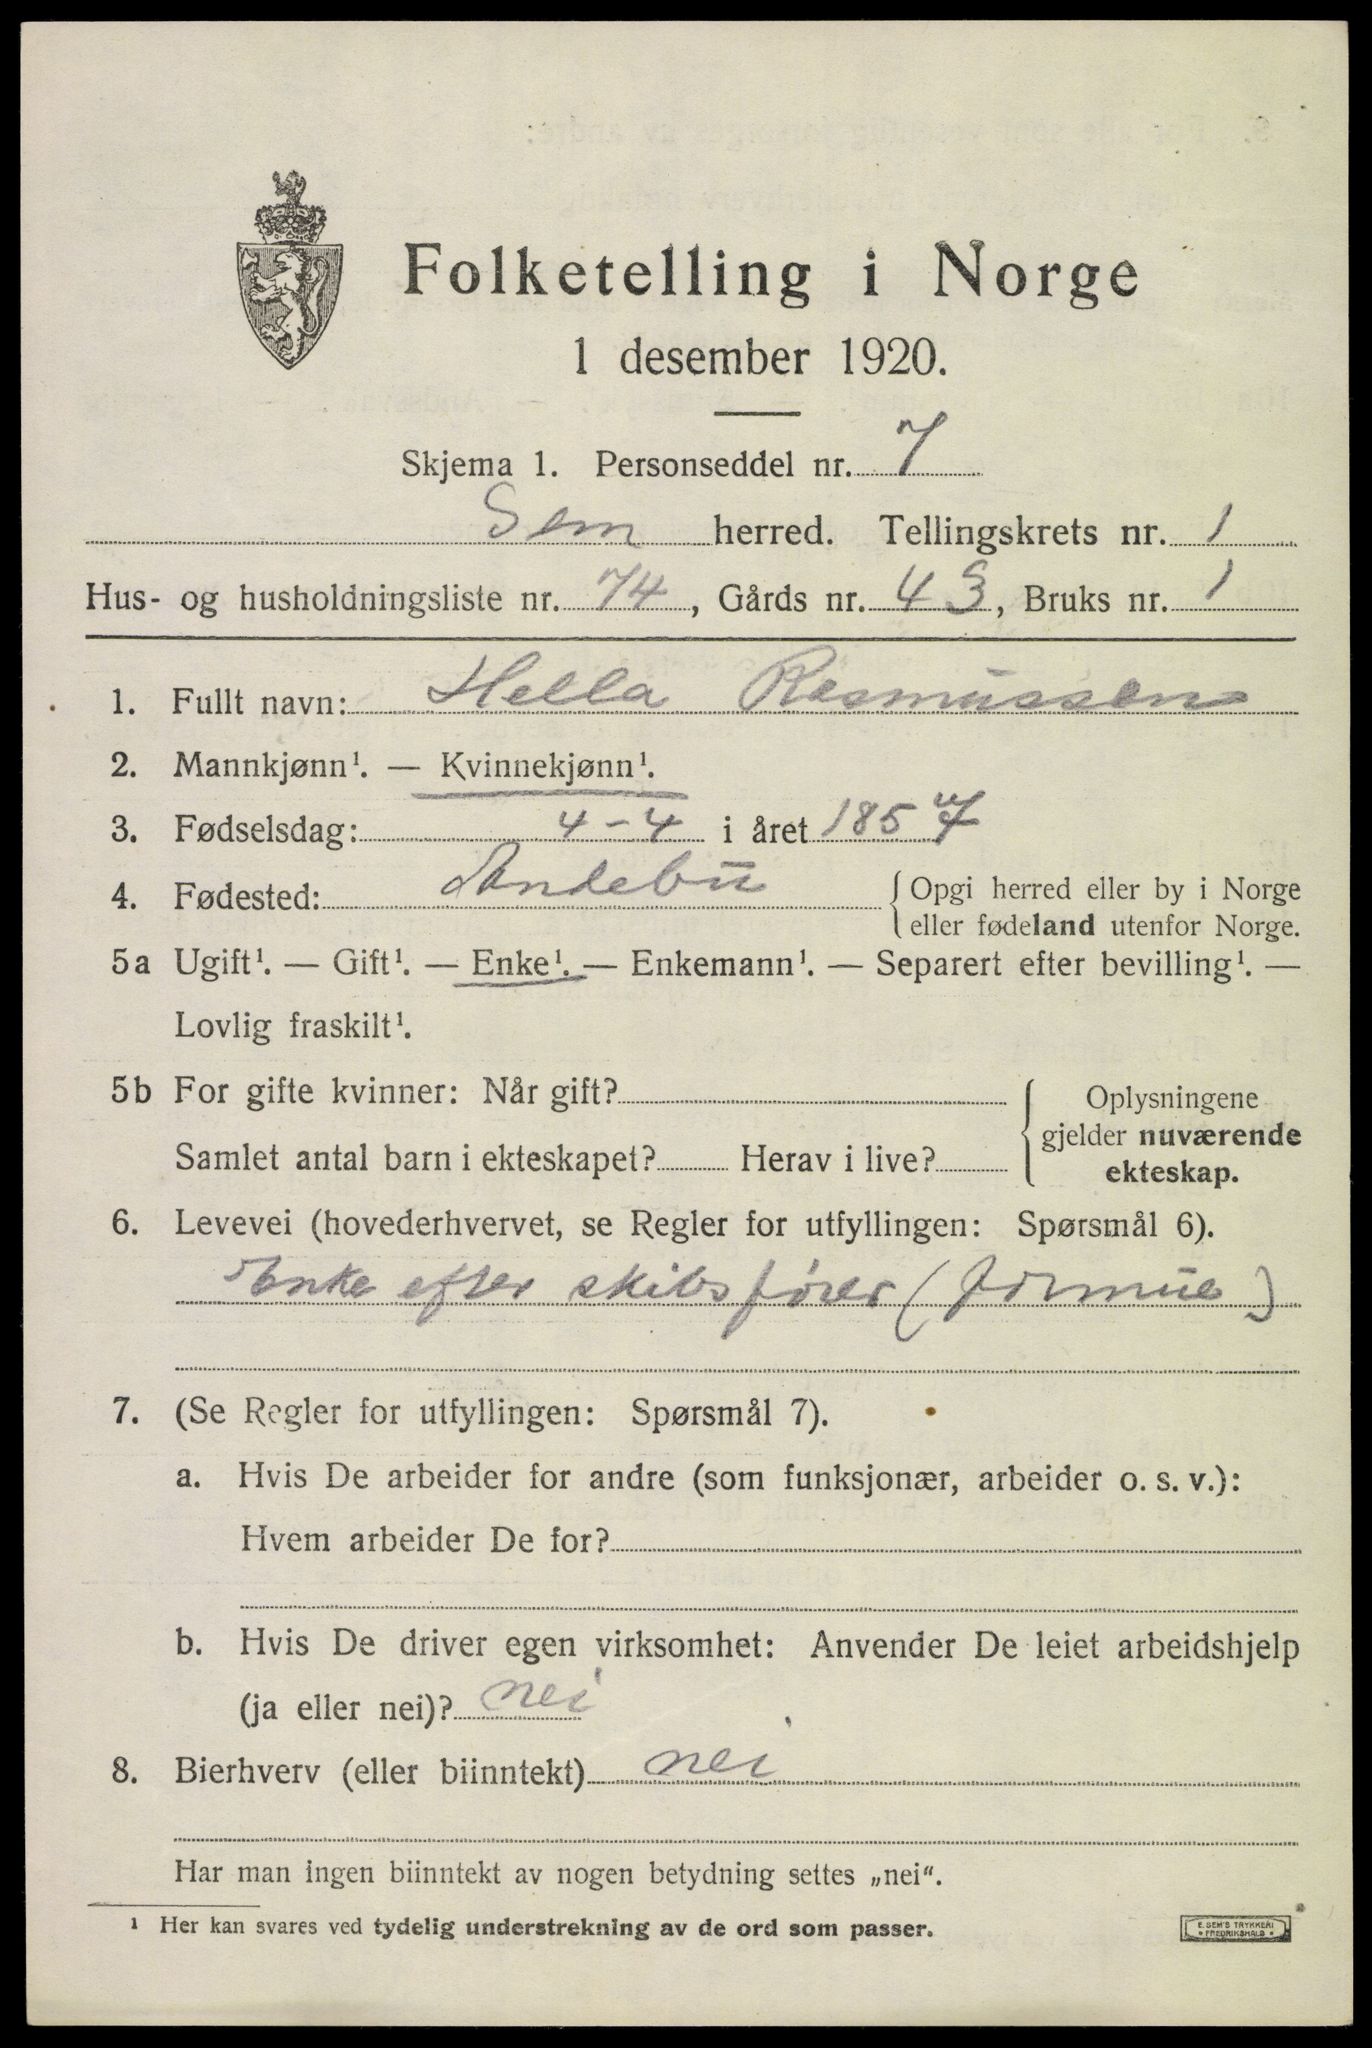 Folketelling i Norge
1 desember 1920.
Skjema 1. Personseddel nr. 7
Sem herred. Tellingskrets nr. 1
Hus- og husholdningsliste nr. 74, Gårds nr. 43, Bruks nr. 1
1. Fullt navn: Hella Rasmussen
2. Mannkjønn¹. — Kvinnekjønn¹.
3. Fødselsdag: 4-4 i året 1857
4. Fødested: Andebu { Opgi herred eller by i Norge
eller fødeland utenfor Norge.
5a Ugift¹. — Gift¹. — Enke¹. — Enkemann¹. — Separert efter bevilling¹. —
Lovlig fraskilt¹.
5b For gifte kvinner: Når gift?
Samlet antal barn i ekteskapet? Herav i live?
Oplysningene
gjelder nuværende
ekteskap.
6. Levevei (hovederhvervet, se Regler for utfyllingen: Spørsmål 6).
Enke efter skibsfører (formue)
7. (Se Regler for utfyllingen: Spørsmål 7).
a. Hvis De arbeider for andre (som funksjonær, arbeider o. s. v.):
Hvem arbeider De for?
b. Hvis De driver egen virksomhet: Anvender De leiet arbeidshjelp
(ja eller nei)? nei
8. Bierhverv (eller biinntekt) nei
Har man ingen biinntekt av nogen betydning settes „nei“.
¹ Her kan svares ved tydelig understrekning av de ord som passer.
E. SEM'S TRYKKERI
FREDRIKSHALD